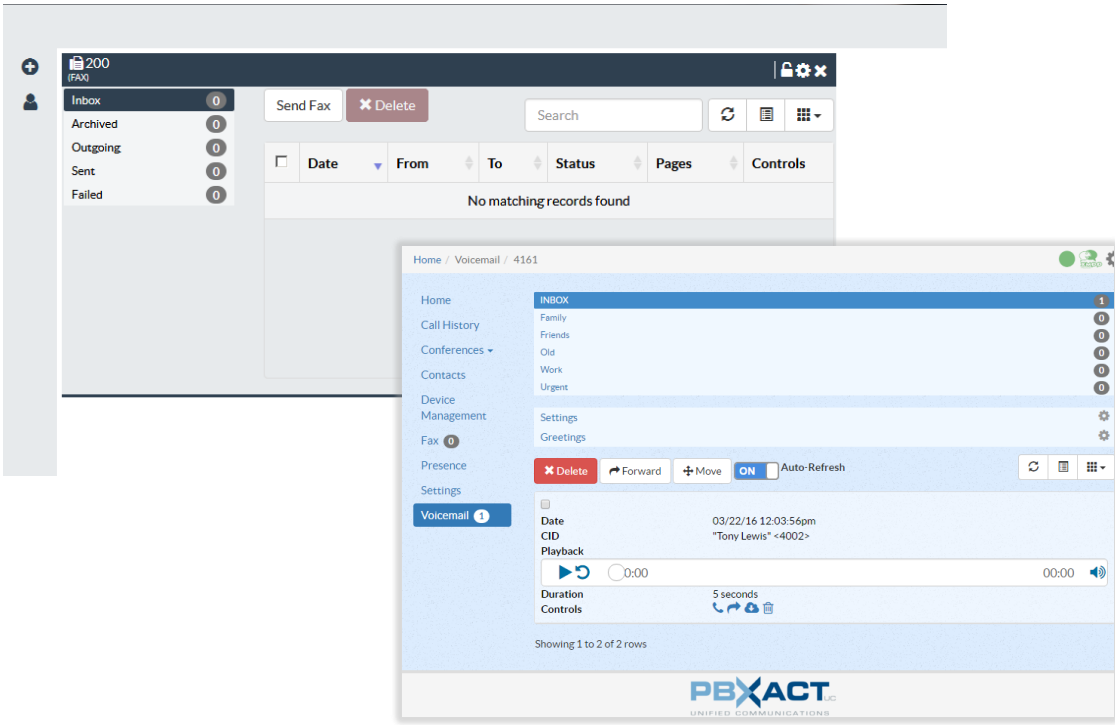 200
(FAX)
Inbox 0
Archived 0
Outgoing 0
Sent 0
Failed 0
Send Fax Delete Search
Date From To Status Pages Controls
No matching records found
Home / Voicemail / 4161
Home
Call History
Conferences
Contacts
Device
Management
Fax 0
Presence
Settings
Voicemail 1
INBOX 1
Family 0
Friends 0
Old 0
Work 0
Urgent 0
Settings
Greetings
Delete Forward Move ON Auto-Refresh
Date 03/22/16 12:03:56pm
CID "Tony Lewis" <4002>
Playback
0:00 00:00
Duration 5 seconds
Controls
Showing 1 to 2 of 2 rows
PBXACT UC
UNIFIED COMMUNICATIONS